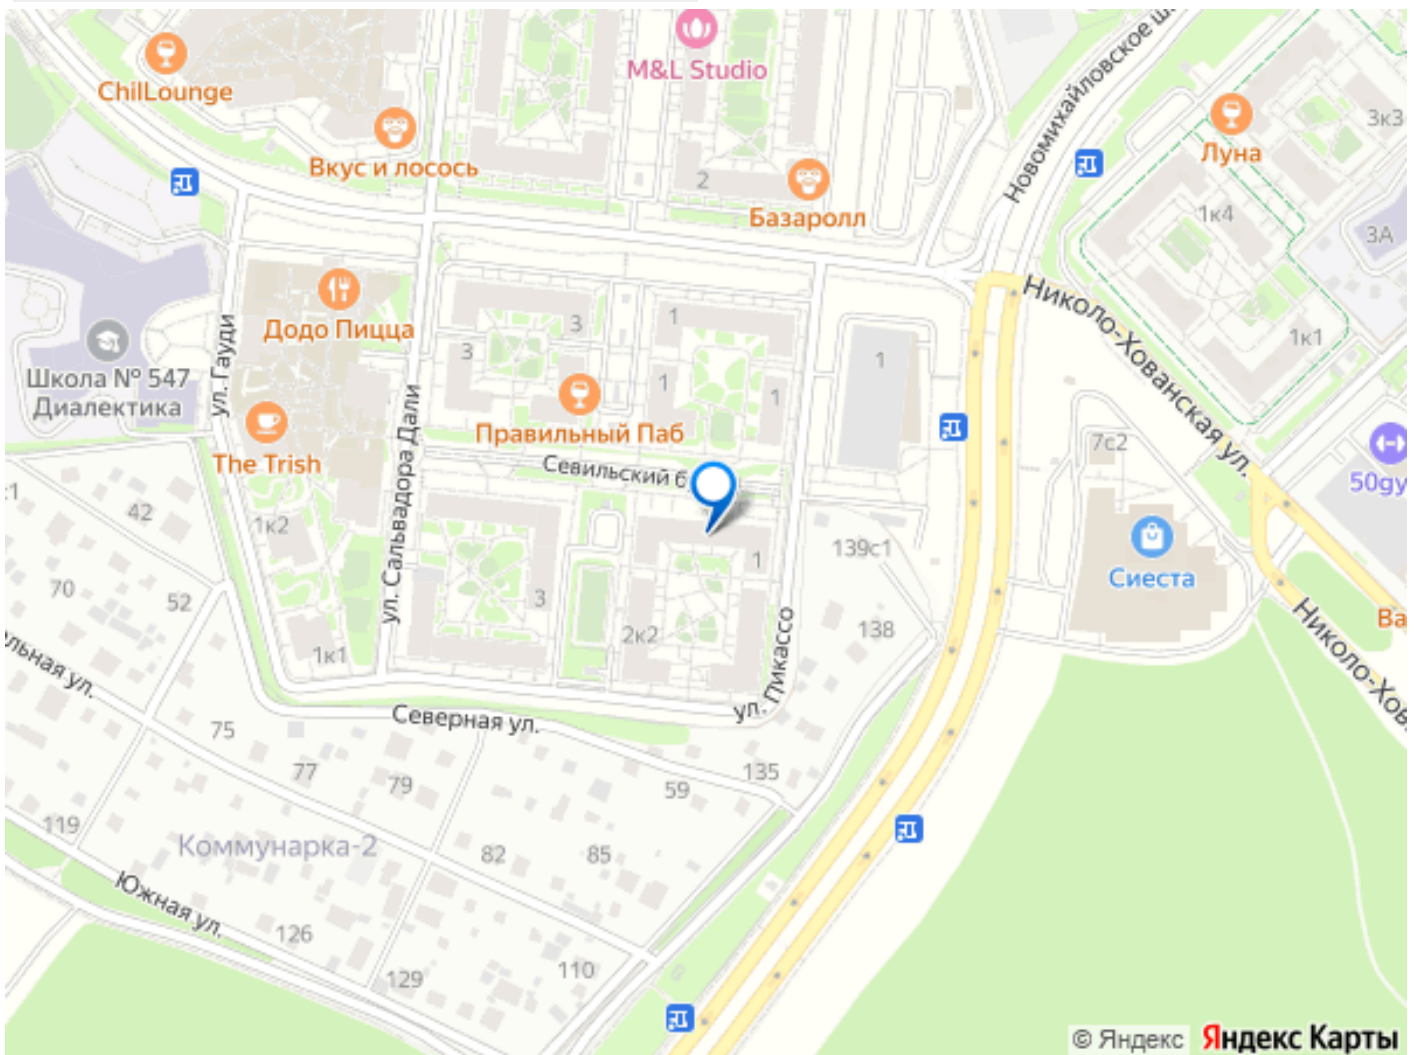 M&L Studio
ChilLounge
Вкус и лосось
Базаролл
2
Новомихайловское ш
Луна
3к3
1к4
3А
1к1
Николо-Хованская ул.
Додо Пицца
ул. Гауди
Школа № 547
Диалектика
The Trish
ул. Сальвадора Дали
3
3
1
1
1
1
Правильный Паб
Севильский б
7с2
50gy
Сиеста
Ва
Николо-Хов
42
1к2
70
52
1к1
3
2к2
1
139с1
138
ул. Пикассо
льная ул.
Северная ул.
75
77
79
59
135
119
Коммунарка-2
82
85
Южная ул.
126
129
110
© Яндекс Яндекс Карты